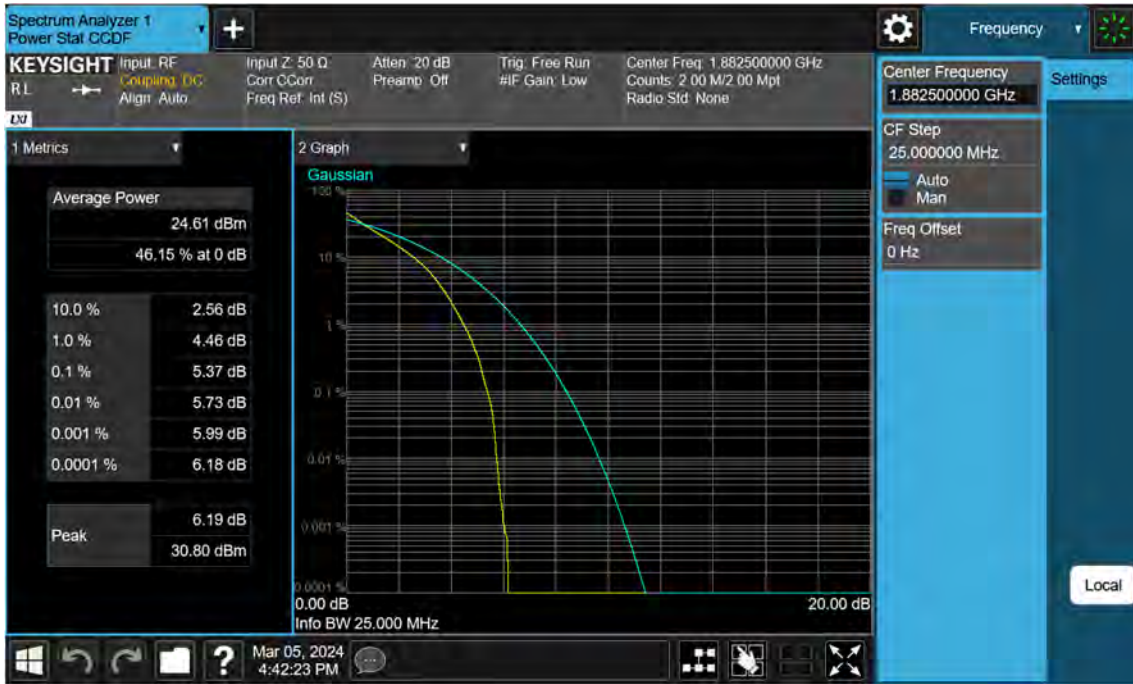 Spectrum Analyzer 1
Power Stat CCDF
Frequency
KEYSIGHT
R L
LXI
Input: RF
Coupling: DC
Align: Auto
Input Z: 50 Ω
Corr CCorr
Freq Ref: Int (S)
Atten: 20 dB
Preamp: Off
Trig: Free Run
#IF Gain: Low
Center Freq: 1.882500000 GHz
Counts: 2.00 M/2.00 Mpt
Radio Std: None
Center Frequency
1.882500000 GHz
Settings
CF Step
25.000000 MHz
Auto
Man
Freq Offset
0 Hz
Local
1 Metrics
Average Power
24.61 dBm
46.15 % at 0 dB
10.0 % 2.56 dB
1.0 % 4.46 dB
0.1 % 5.37 dB
0.01 % 5.73 dB
0.001 % 5.99 dB
0.0001 % 6.18 dB
Peak
6.19 dB
30.80 dBm
2 Graph
Gaussian
100 %
10 %
1 %
0.1 %
0.01 %
0.001 %
0.0001 %
0.00 dB 20.00 dB
Info BW 25.000 MHz
?
Mar 05, 2024
4:42:23 PM